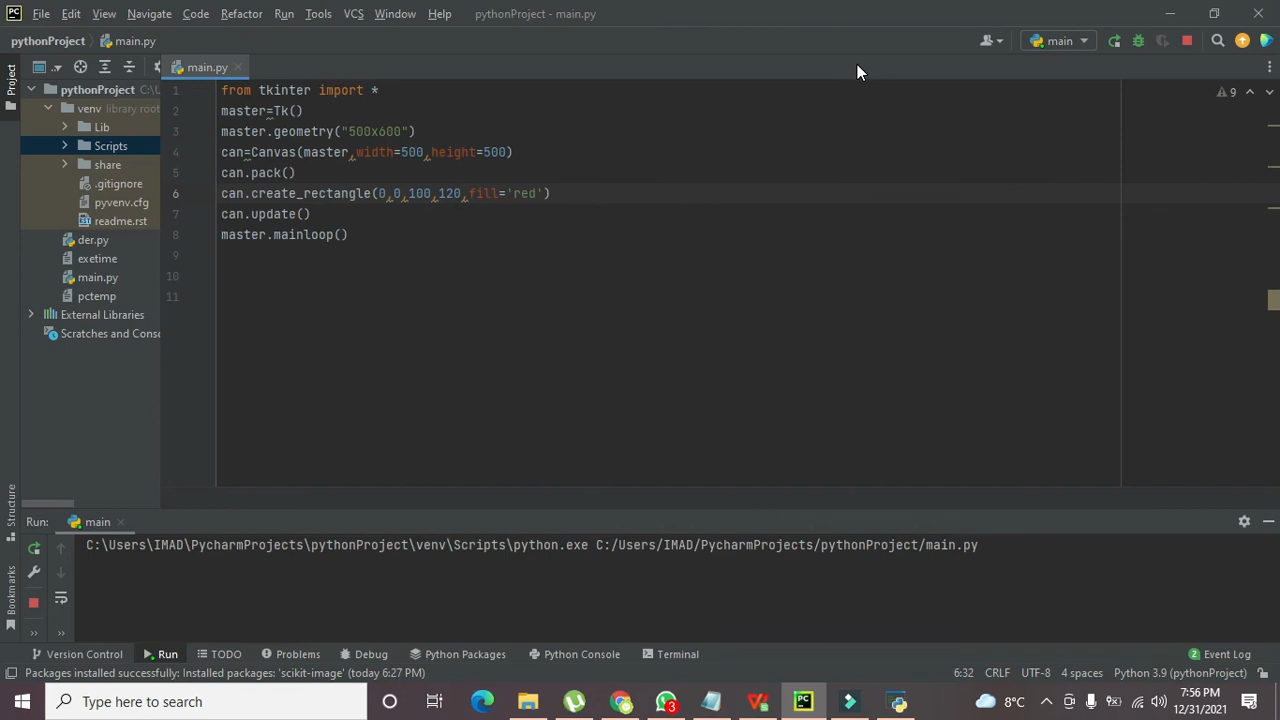 PC File Edit View Navigate Code Refactor Run Tools VCS Window Help pythonProject - main.py
pythonProject main.py main
Project main.py
pythonProject C:\U
venv library root
Lib
Scripts
share
.gitignore
pyvenv.cfg
readme.rst
der.py
exetime
main.py
pctemp
External Libraries
Scratches and Conso
9
1 from tkinter import *
2 master=Tk()
3 master.geometry("500x600")
4 can=Canvas(master,width=500,height=500)
5 can.pack()
6 can.create_rectangle(0,0,100,120,fill='red')
7 can.update()
8 master.mainloop()
9
10
11
Structure
Bookmarks
Run: main
C:\Users\IMAD\PycharmProjects\pythonProject\venv\Scripts\python.exe C:/Users/IMAD/PycharmProjects/pythonProject/main.py
Version Control Run TODO Problems Debug Python Packages Python Console Terminal 2 Event Log
Packages installed successfully: Installed packages: 'scikit-image' (today 6:27 PM) 6:32 CRLF UTF-8 4 spaces Python 3.9 (pythonProject)
Type here to search 3 PC 8°C 7:56 PM
12/31/2021